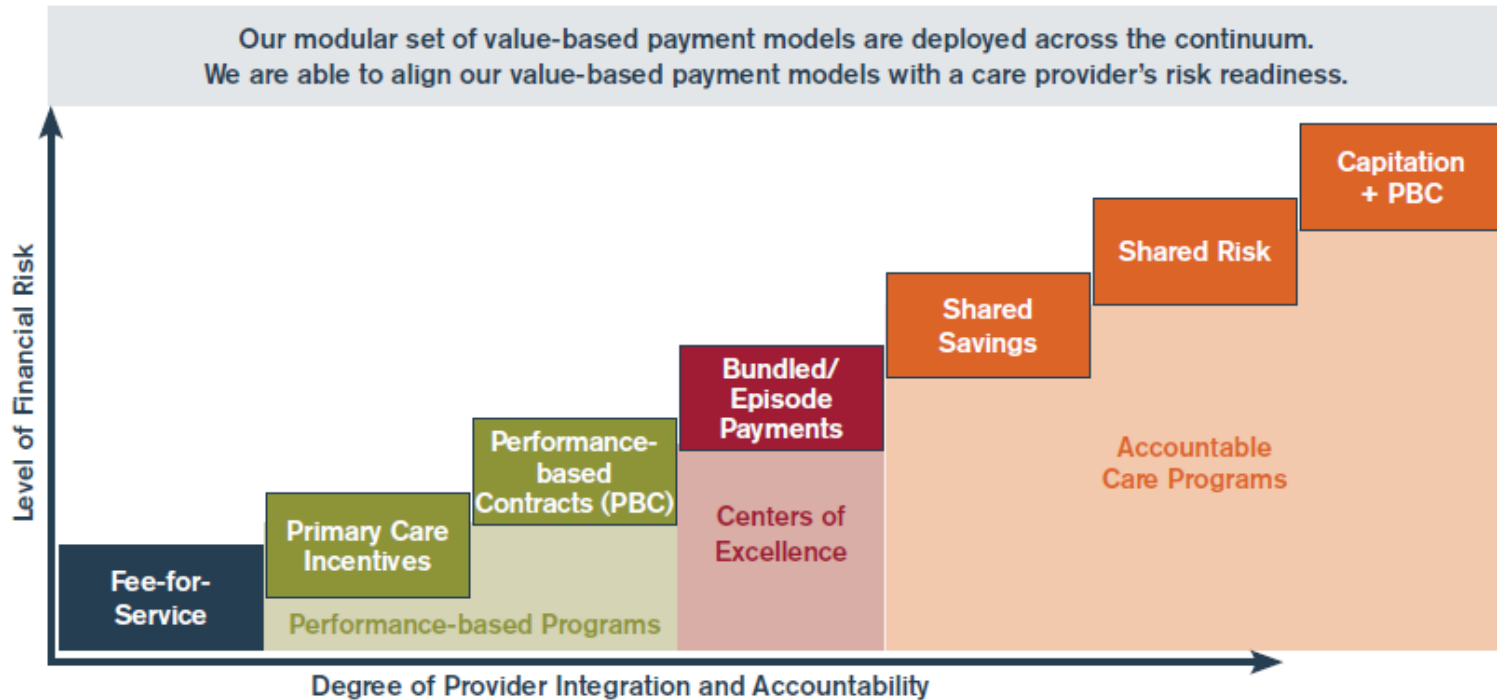 Our modular set of value-based payment models are deployed across the continuum.
We are able to align our value-based payment models with a care provider's risk readiness.
Level of Financial Risk
Fee-for-
Service
Primary Care
Incentives
Performance-
based
Contracts (PBC)
Performance-based Programs
Bundled/
Episode
Payments
Centers of
Excellence
Shared
Savings
Shared Risk
Capitation
+ PBC
Accountable
Care Programs
Degree of Provider Integration and Accountability